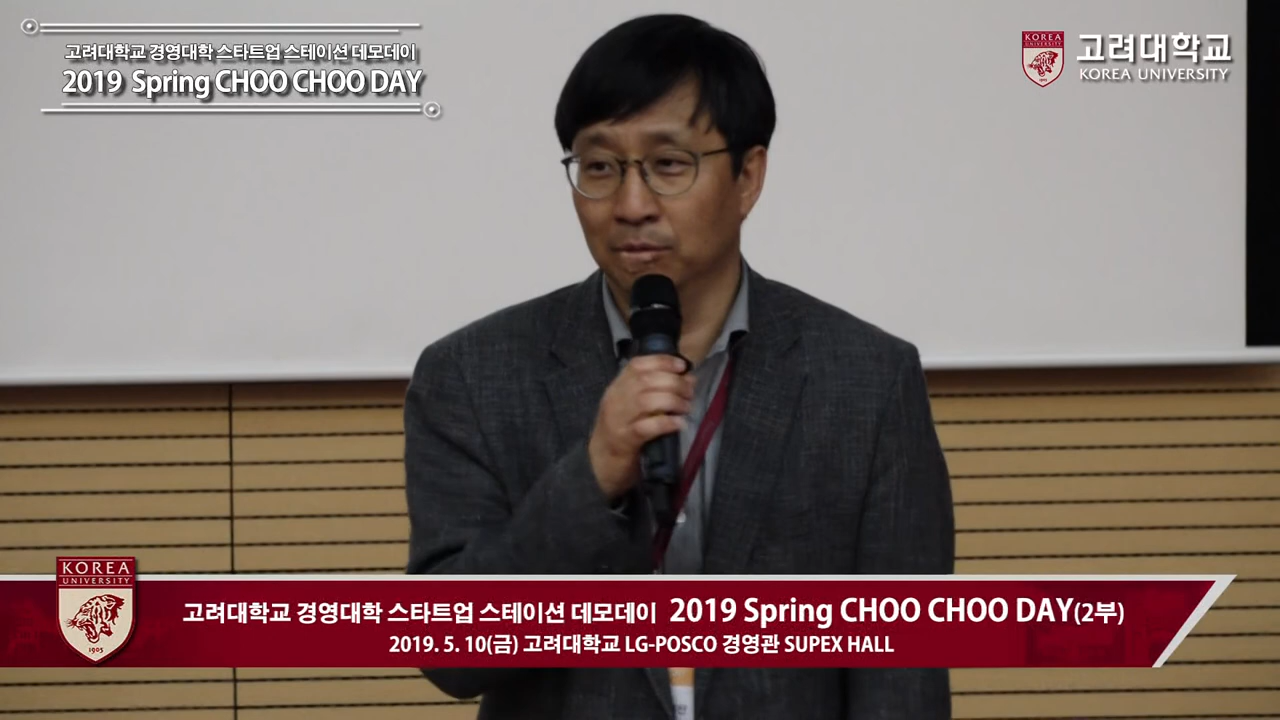 고려대학교 경영대학 스타트업 스테이션 데모데이
2019 Spring CHOO CHOO DAY
KOREA
UNIVERSITY
1905
고려대학교
KOREA UNIVERSITY
KOREA
UNIVERSITY
1905
고려대학교 경영대학 스타트업 스테이션 데모데이 2019 Spring CHOO CHOO DAY(2부)
2019. 5. 10(금) 고려대학교 LG-POSCO 경영관 SUPEX HALL